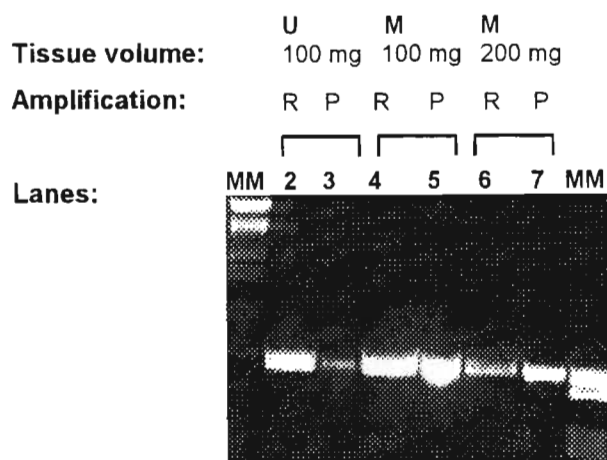 U M M
Tissue volume: 100 mg 100 mg 200 mg
Amplification: R P R P R P
Lanes: MM 2 3 4 5 6 7 MM